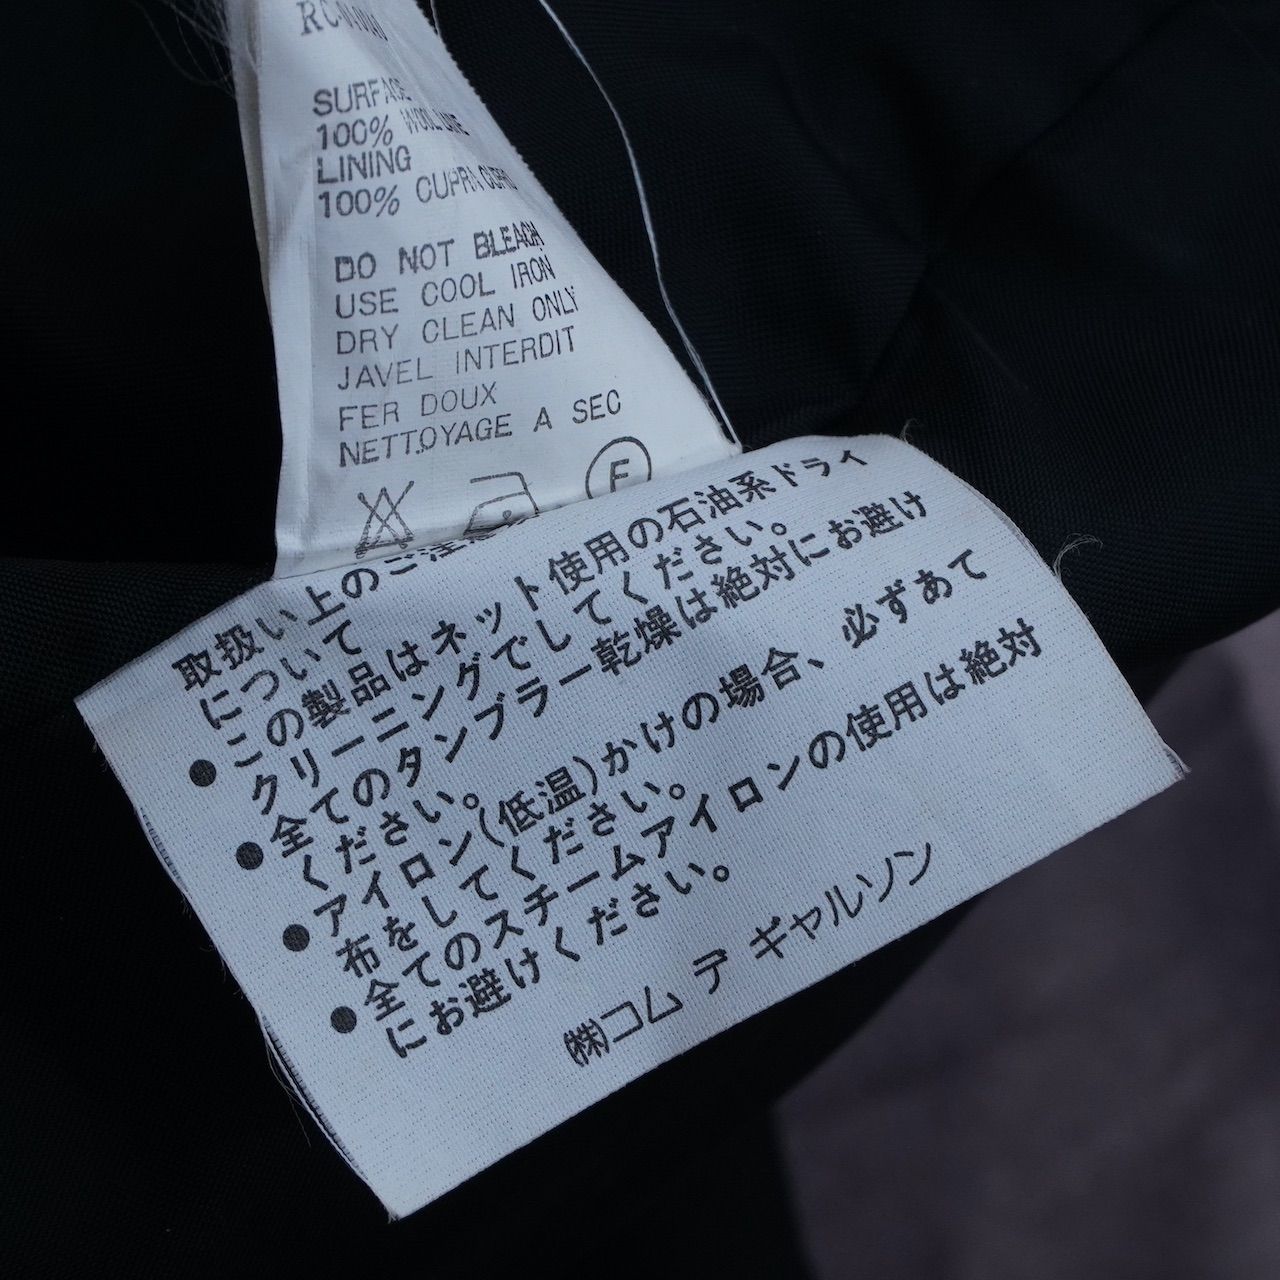 SURFACE
100% WOOL LAINE
LINING
100% CUPRA CUPRO
DO NOT BLEACH
USE COOL IRON
DRY CLEAN ONLY
JAVEL INTERDIT
FER DOUX
NETTOYAGE A SEC
F
取扱い上のご注意
について
●この製品はネット使用の石油系ドライ
クリーニングでしてください。
●全てのタンブラー乾燥は絶対にお避け
ください。
●アイロン(低温)かけの場合、必ずあて
布をしてください。
●全てのスチームアイロンの使用は絶対
にお避けください。
㈱コム デ ギャルソン